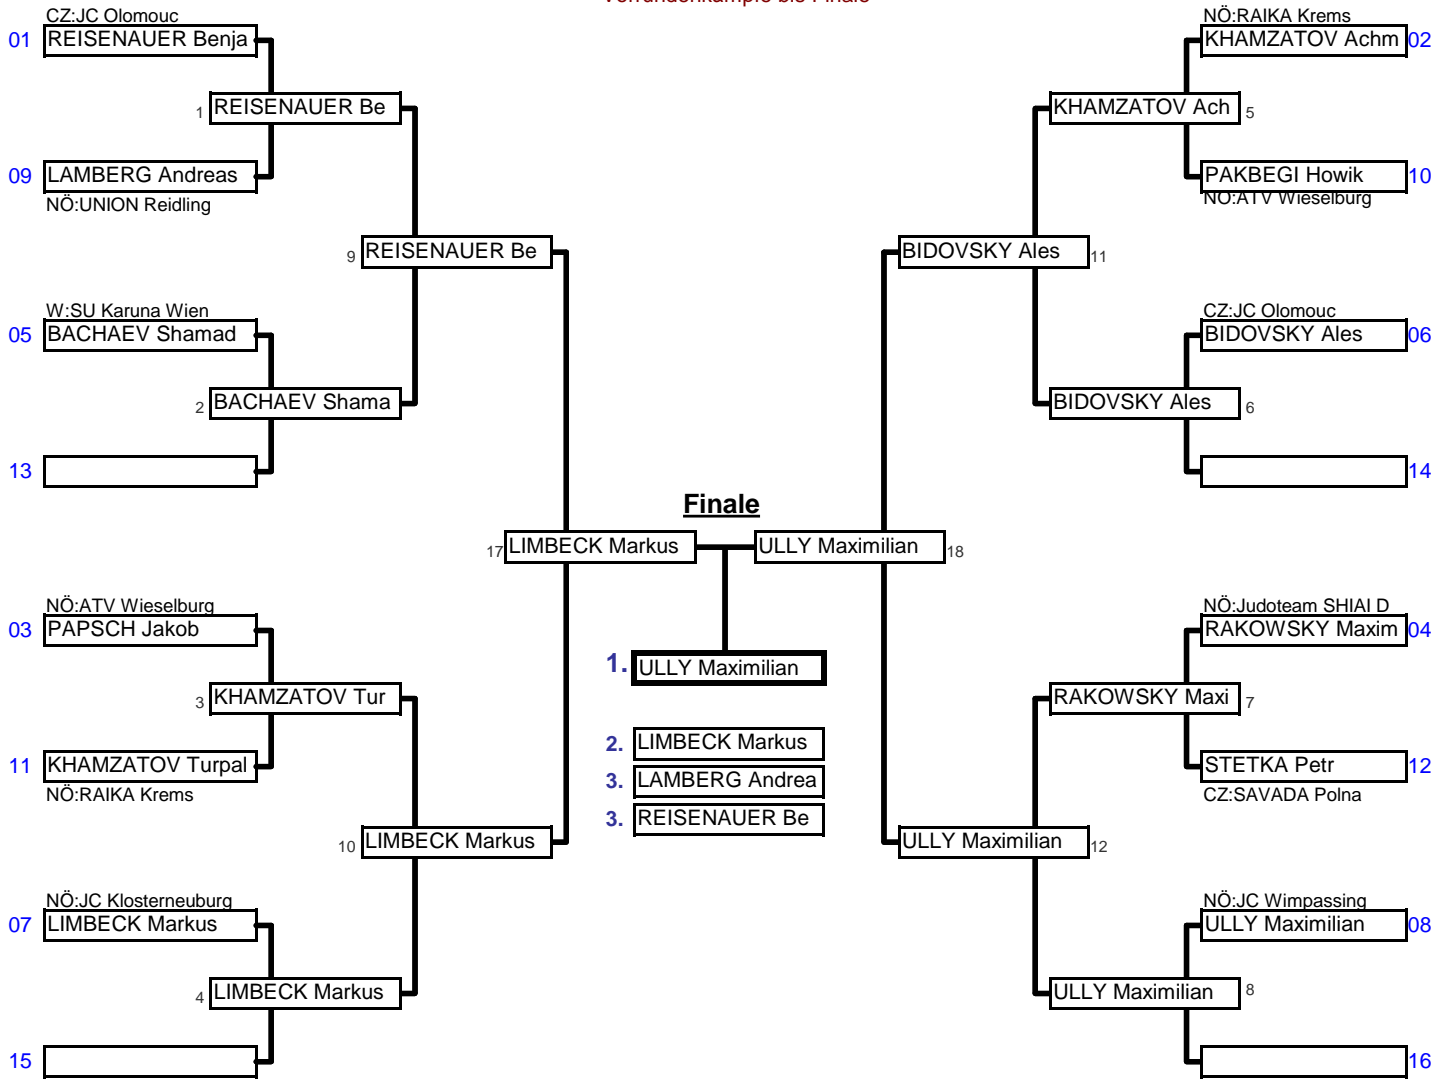 Vorrundenkämpfe bis Finale
CZ:JC Olomouc
01 REISENAUER Benja
1 REISENAUER Be
09 LAMBERG Andreas
NÖ:UNION Reidling
9 REISENAUER Be
W:SU Karuna Wien
05 BACHAEV Shamad
2 BACHAEV Shama
13
17 LIMBECK Markus
NÖ:ATV Wieselburg
03 PAPSCH Jakob
3 KHAMZATOV Tur
11 KHAMZATOV Turpal
NÖ:RAIKA Krems
10 LIMBECK Markus
NÖ:JC Klosterneuburg
07 LIMBECK Markus
4 LIMBECK Markus
15
Finale
1. ULLY Maximilian
2. LIMBECK Markus
3. LAMBERG Andrea
3. REISENAUER Be
NÖ:RAIKA Krems
KHAMZATOV Achm 02
KHAMZATOV Ach 5
PAKBEGI Howik 10
NÖ:ATV Wieselburg
BIDOVSKY Ales 11
CZ:JC Olomouc
BIDOVSKY Ales 06
BIDOVSKY Ales 6
14
ULLY Maximilian 18
NÖ:Judoteam SHIAI D
RAKOWSKY Maxim 04
RAKOWSKY Maxi 7
STETKA Petr 12
CZ:SAVADA Polna
ULLY Maximilian 12
NÖ:JC Wimpassing
ULLY Maximilian 08
ULLY Maximilian 8
16